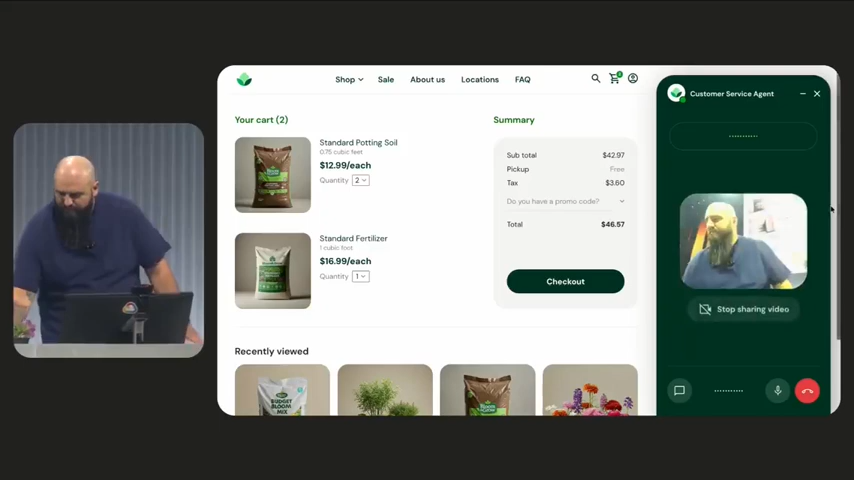 Shop
Sale
About us
Locations
FAQ
Your cart (2)
Standard Potting Soil
0.75 cubic feet
$12.99/each
Quantity 2
Standard Fertilizer
1 cubic foot
$16.99/each
Quantity 1
Summary
Sub total $42.97
Pickup Free
Tax $3.60
Do you have a promo code?
Total $46.57
Checkout
Recently viewed
BUDGET
BLOOM
MIX
Customer Service Agent
Stop sharing video